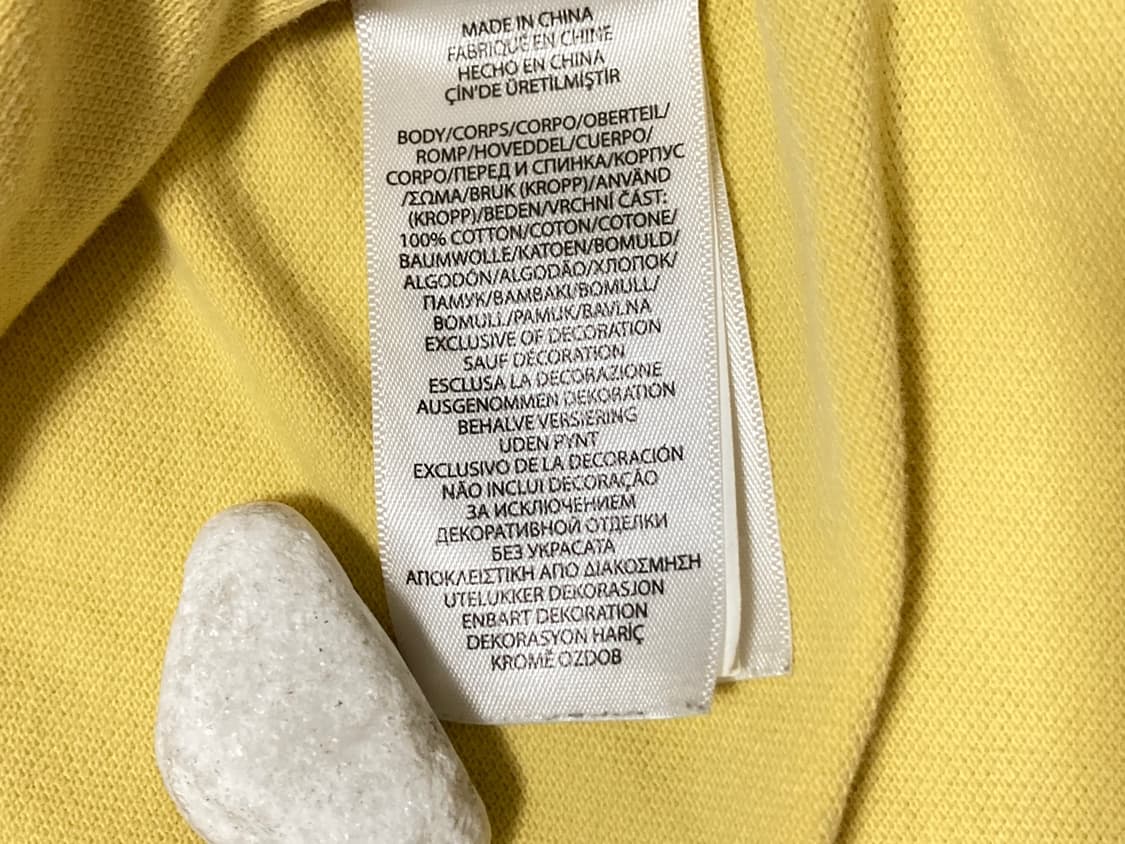 MADE IN CHINA
FABRIQUÉ EN CHINE
HECHO EN CHINA
ÇİN'DE ÜRETİLMİŞTİR
BODY/CORPS/CORPO/OBERTEIL/
ROMP/HOVEDDEL/CUERPO/
CORPO/ПЕРЕД И СПИНКА/КОРПУС
/ΣΩΜΑ/BRUK (KROPP)/ANVÄND
(KROPP)/BEDEN/VRCHNÍ ČÁST:
100% COTTON/COTON/COTONE/
BAUMWOLLE/KATOEN/BOMULD/
ALGODÓN/ALGODÃO/ХЛОПОК/
ПАМУК/ΒΑΜΒΑΚΙ/BOMULL/
BOMULL/PAMUK/BAVLNA
EXCLUSIVE OF DECORATION
SAUF DÉCORATION
ESCLUSA LA DECORAZIONE
AUSGENOMMEN DEKORATION
BEHALVE VERSIERING
UDEN PYNT
EXCLUSIVO DE LA DECORACIÓN
NÃO INCLUI DECORAÇÃO
ЗА ИСКЛЮЧЕНИЕМ
ДЕКОРАТИВНОЙ ОТДЕЛКИ
БЕЗ УКРАСАТА
ΑΠΟΚΛΕΙΣΤΙΚΗ ΑΠΟ ΔΙΑΚΟΣΜΗΣΗ
UTELUKKER DEKORASJON
ENBART DEKORATION
DEKORASYON HARİÇ
KROMĚ OZDOB